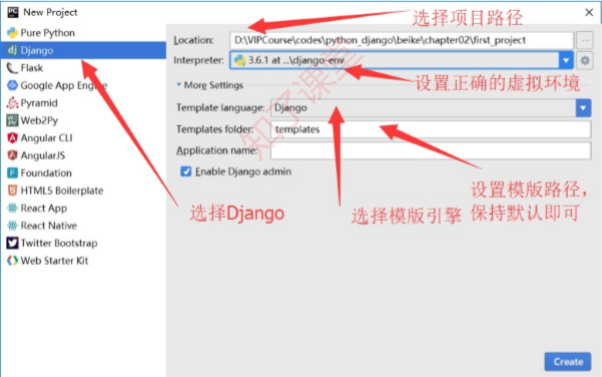 New Project
Pure Python
Django
Flask
Google App Engine
Pyramid
Web2Py
Angular CLI
AngularJS
Foundation
HTML5 Boilerplate
React App
React Native
Twitter Bootstrap
Web Starter Kit
选择Django
选择项目路径
Location: D:\VIPCourse\codes\python_django\beike\chapter02\first_project
Interpreter: 3.6.1 at ...\django-env
设置正确的虚拟环境
More Settings
Template language: Django
Templates folder: templates
Application name:
Enable Django admin
选择模版引擎
设置模版路径,
保持默认即可
知了课堂
Create